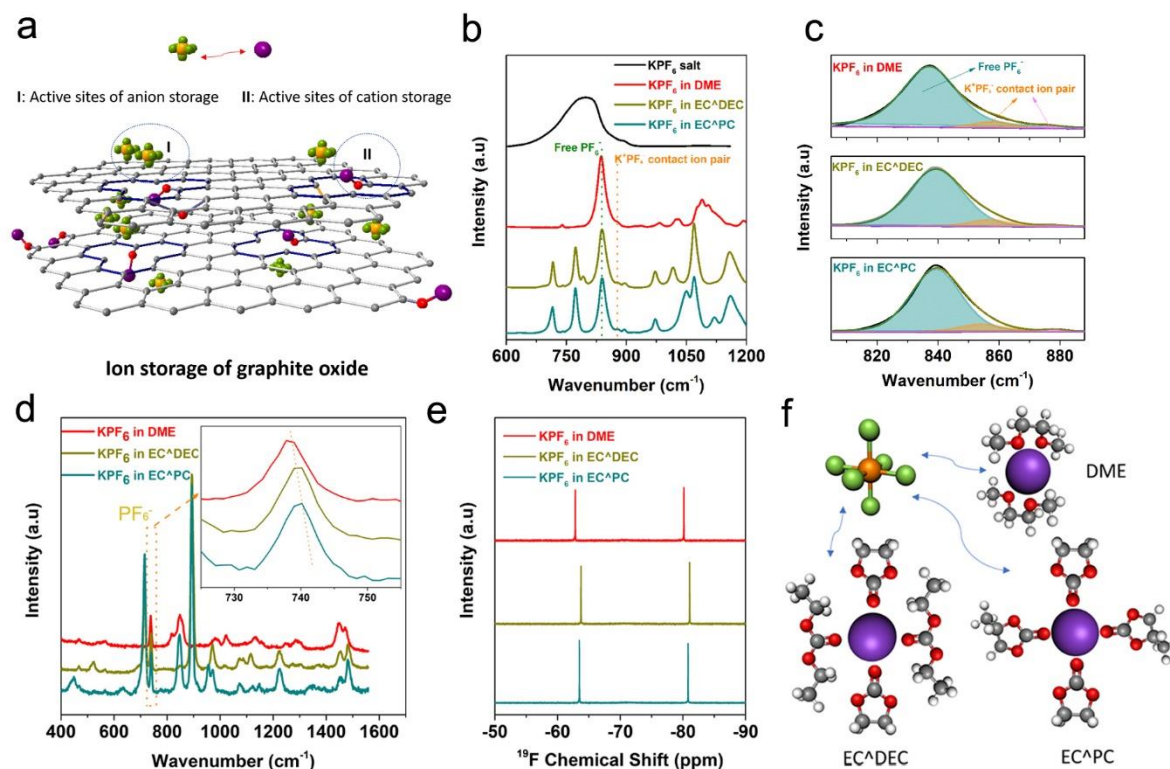 a
I: Active sites of anion storage
II: Active sites of cation storage
I
II
Ion storage of graphite oxide
b
KPF₆ salt
KPF₆ in DME
KPF₆ in EC^DEC
KPF₆ in EC^PC
Free PF₆⁻
K⁺PF₆ contact ion pair
Intensity (a.u)
600 750 900 1050 1200
Wavenumber (cm⁻¹)
c
KPF₆ in DME
Free PF₆⁻
K⁺PF₆⁻ contact ion pair
KPF₆ in EC^DEC
KPF₆ in EC^PC
Intensity (a.u)
820 840 860 880
Wavenumber (cm⁻¹)
d
KPF₆ in DME
KPF₆ in EC^DEC
KPF₆ in EC^PC
PF₆⁻
730 740 750
Intensity (a.u)
400 600 800 1000 1200 1400 1600
Wavenumber (cm⁻¹)
e
KPF₆ in DME
KPF₆ in EC^DEC
KPF₆ in EC^PC
Intensity (a.u)
-50 -60 -70 -80 -90
¹⁹F Chemical Shift (ppm)
f
DME
EC^DEC
EC^PC